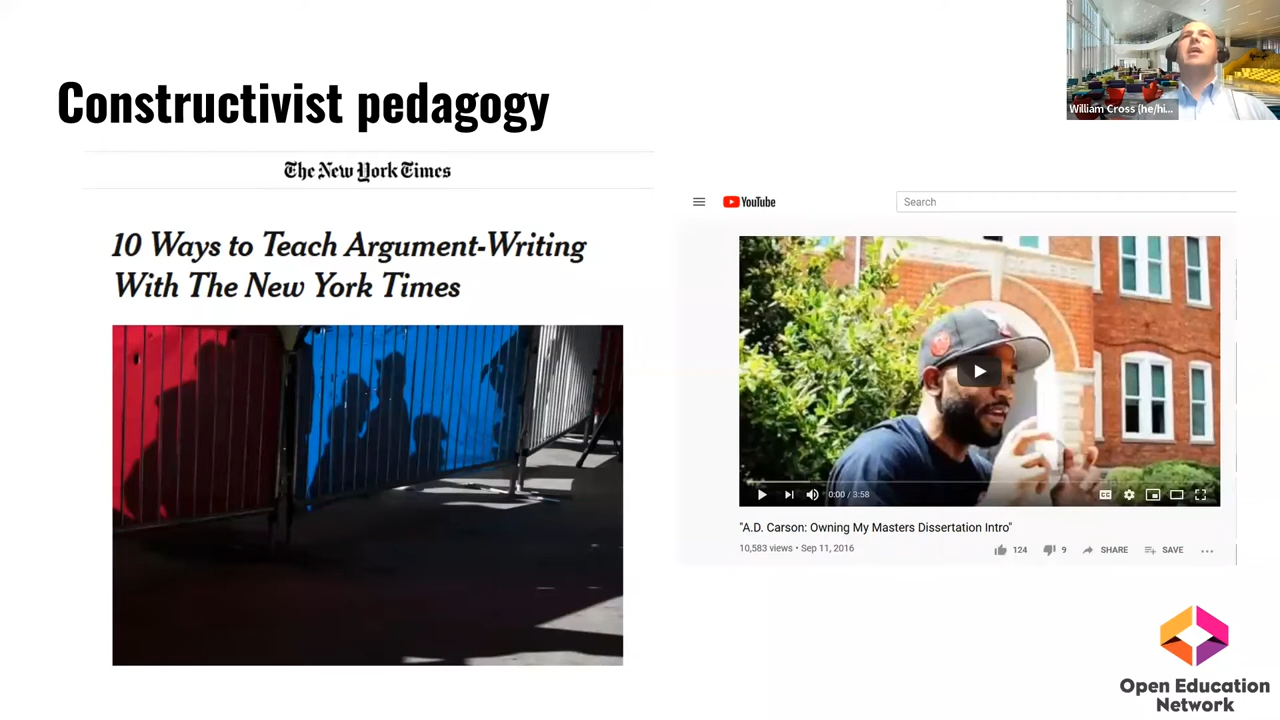 Constructivist pedagogy
William Cross (he/hi...
The New York Times
10 Ways to Teach Argument-Writing
With The New York Times
YouTube
Search
0:00 / 3:58
CC
"A.D. Carson: Owning My Masters Dissertation Intro"
10,583 views • Sep 11, 2016
124
9
SHARE
SAVE
Open Education
Network